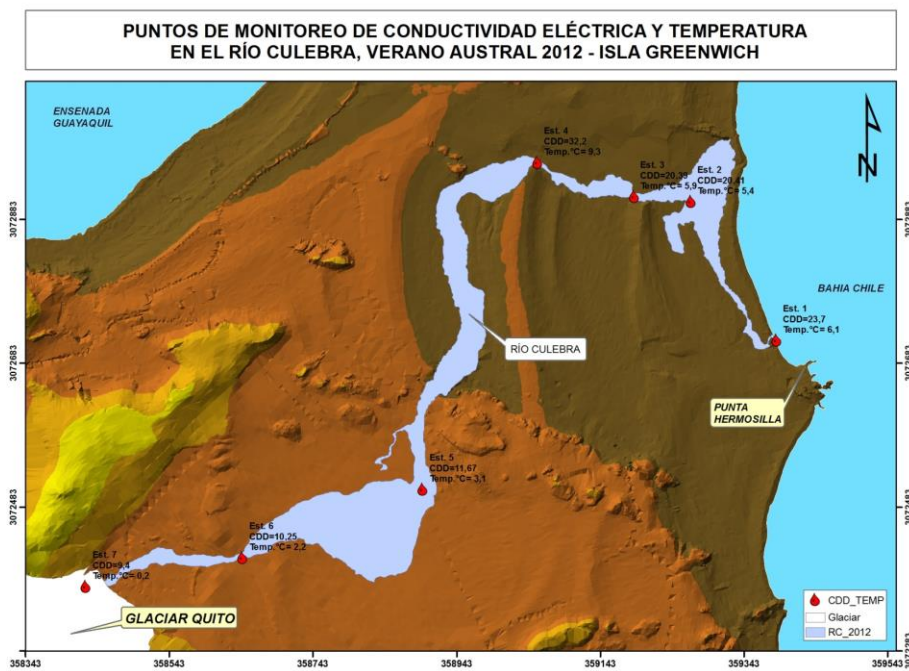 PUNTOS DE MONITOREO DE CONDUCTIVIDAD ELÉCTRICA Y TEMPERATURA
EN EL RÍO CULEBRA, VERANO AUSTRAL 2012 - ISLA GREENWICH
ENSENADA
GUAYAQUIL
Est. 4
CDD=32,2
Temp.°C= 9,3
Est. 3
CDD=20,39
Temp.°C= 5,9
Est. 2
CDD=20,41
Temp.°C= 5,4
N
3072883
3072883
BAHIA CHILE
Est. 1
CDD=23,7
Temp.°C= 6,1
RÍO CULEBRA
3072683
3072683
PUNTA
HERMOSILLA
Est. 5
CDD=11,67
Temp.°C= 3,1
3072483
3072483
Est. 6
CDD=10,25
Temp.°C= 2,2
Est. 7
CDD=9,4
Temp.°C= 0,2
GLACIAR QUITO
CDD_TEMP
Glaciar
RC_2012
3072283
358343
358543
358743
358943
359143
359343
359543